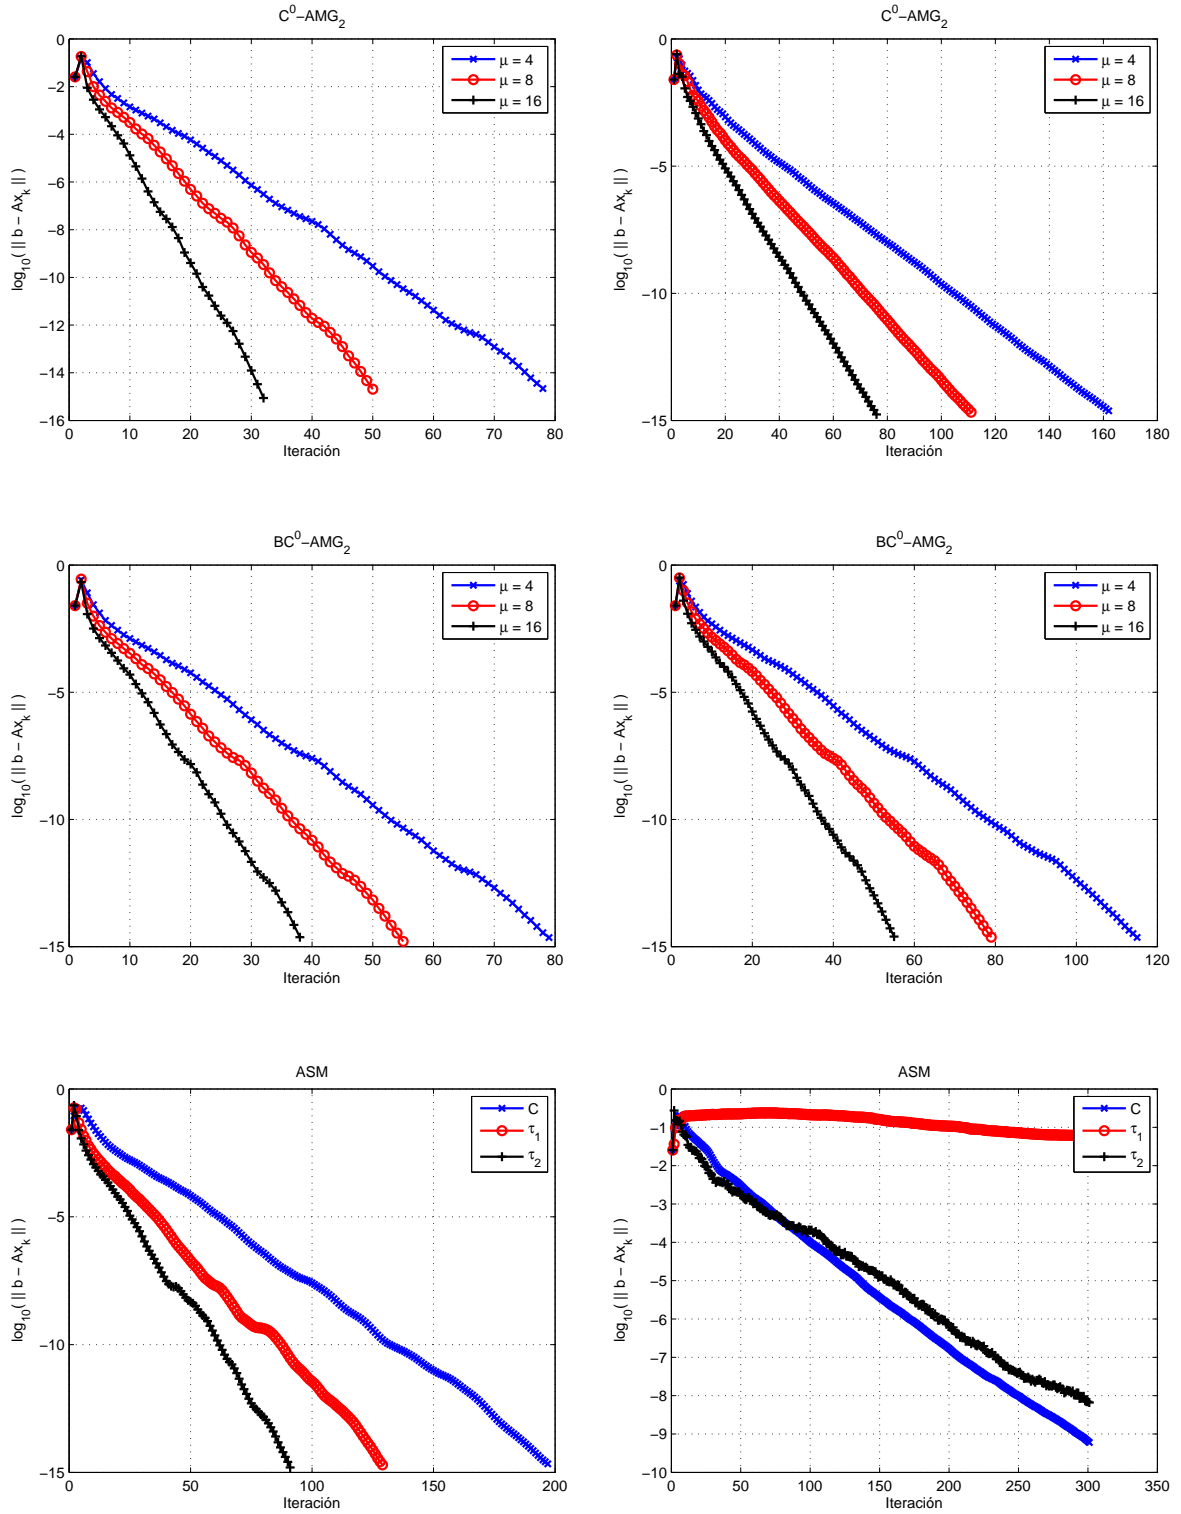 C⁰−AMG₂
0
−2
−4
−6
−8
−10
−12
−14
−16
log₁₀( || b − Axₖ || )
μ = 4
μ = 8
μ = 16
0 10 20 30 40 50 60 70 80
Iteración
C⁰−AMG₂
0
−5
−10
−15
log₁₀( || b − Axₖ || )
μ = 4
μ = 8
μ = 16
0 20 40 60 80 100 120 140 160 180
Iteración
BC⁰−AMG₂
0
−5
−10
−15
log₁₀( || b − Axₖ || )
μ = 4
μ = 8
μ = 16
0 10 20 30 40 50 60 70 80
Iteración
BC⁰−AMG₂
0
−5
−10
−15
log₁₀( || b − Axₖ || )
μ = 4
μ = 8
μ = 16
0 20 40 60 80 100 120
Iteración
ASM
0
−5
−10
−15
log₁₀( || b − Axₖ || )
C
τ₁
τ₂
0 50 100 150 200
Iteración
ASM
0
−1
−2
−3
−4
−5
−6
−7
−8
−9
−10
log₁₀( || b − Axₖ || )
C
τ₁
τ₂
0 50 100 150 200 250 300 350
Iteración